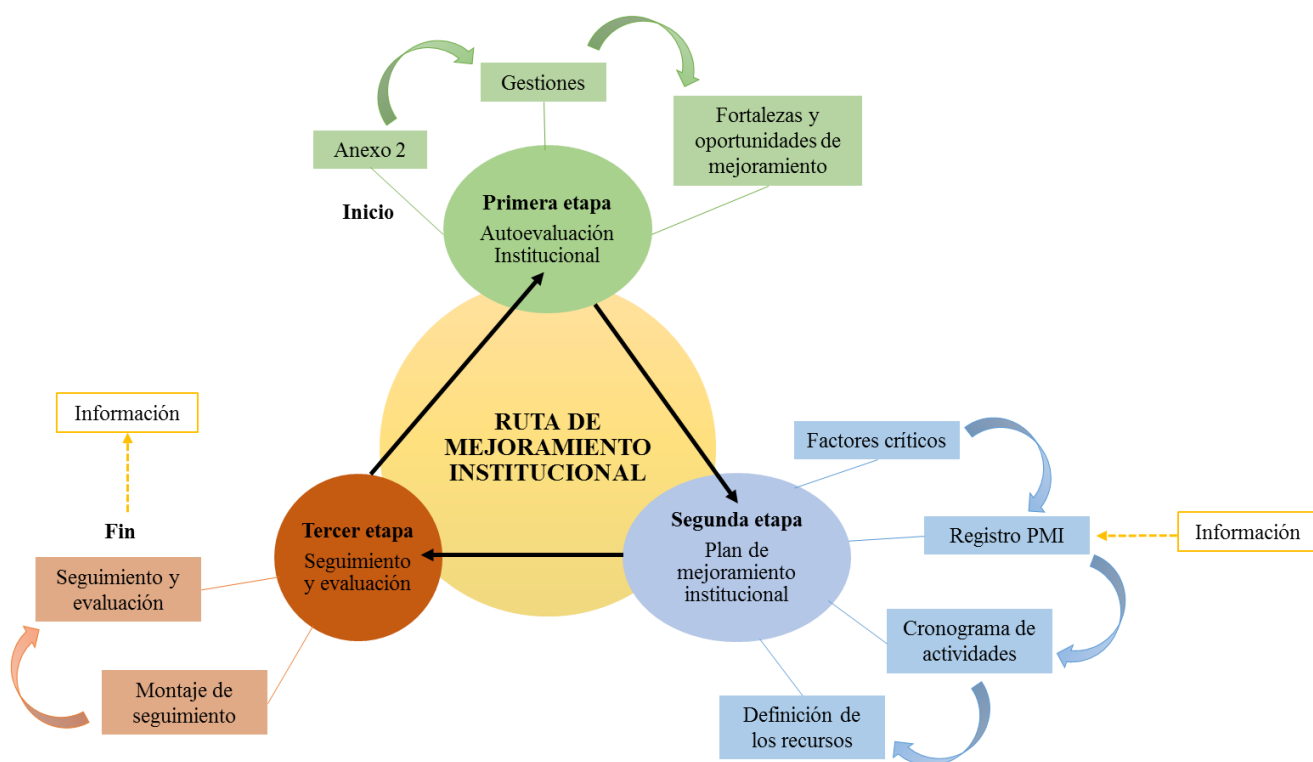 Gestiones
Anexo 2
Fortalezas y
oportunidades de
mejoramiento
Inicio
Primera etapa
Autoevaluación
Institucional
RUTA DE
MEJORAMIENTO
INSTITUCIONAL
Factores críticos
Segunda etapa
Plan de
mejoramiento
institucional
Registro PMI
Información
Cronograma de
actividades
Definición de
los recursos
Tercer etapa
Seguimiento
y evaluación
Montaje de
seguimiento
Seguimiento y
evaluación
Fin
Información